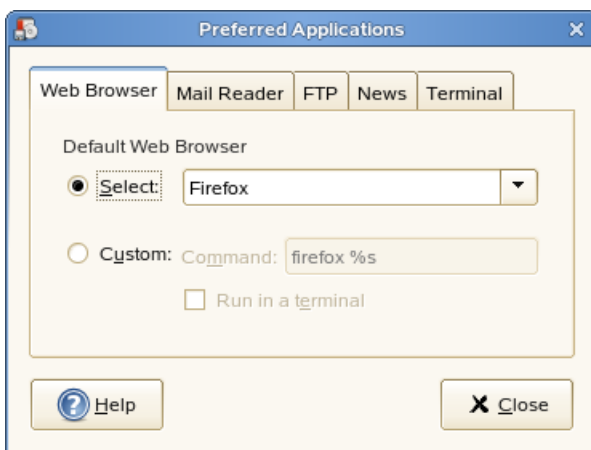 Preferred Applications
Web Browser Mail Reader FTP News Terminal
Default Web Browser
Select: Firefox
Custom: Command: firefox %s
Run in a terminal
Help Close